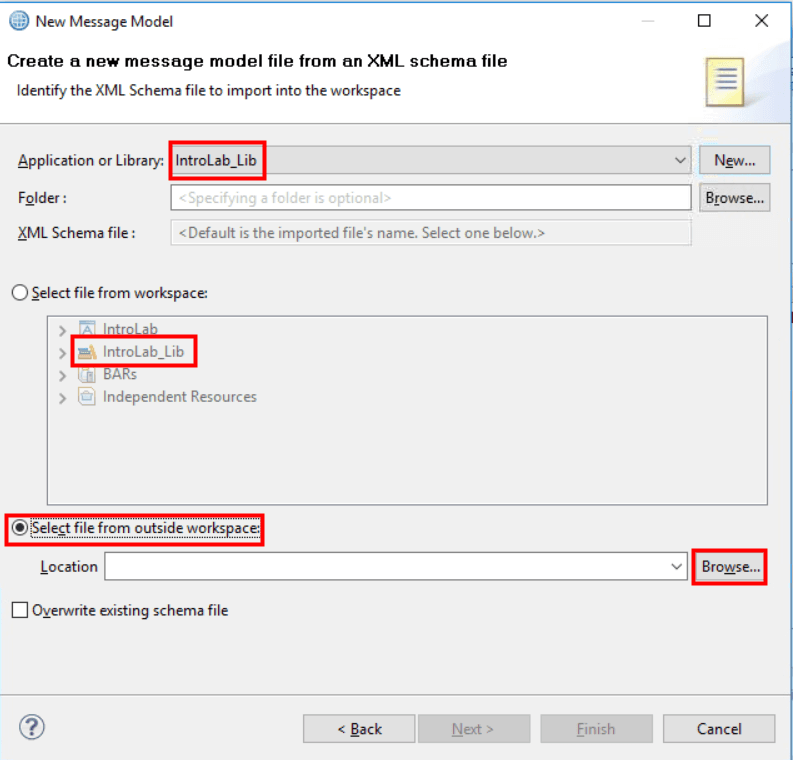 New Message Model
Create a new message model file from an XML schema file
Identify the XML Schema file to import into the workspace
Application or Library: IntroLab_Lib New...
Folder : <Specifying a folder is optional> Browse...
XML Schema file : <Default is the imported file's name. Select one below.>
Select file from workspace:
IntroLab
IntroLab_Lib
BARs
Independent Resources
Select file from outside workspace:
Location Browse...
Overwrite existing schema file
? < Back Next > Finish Cancel